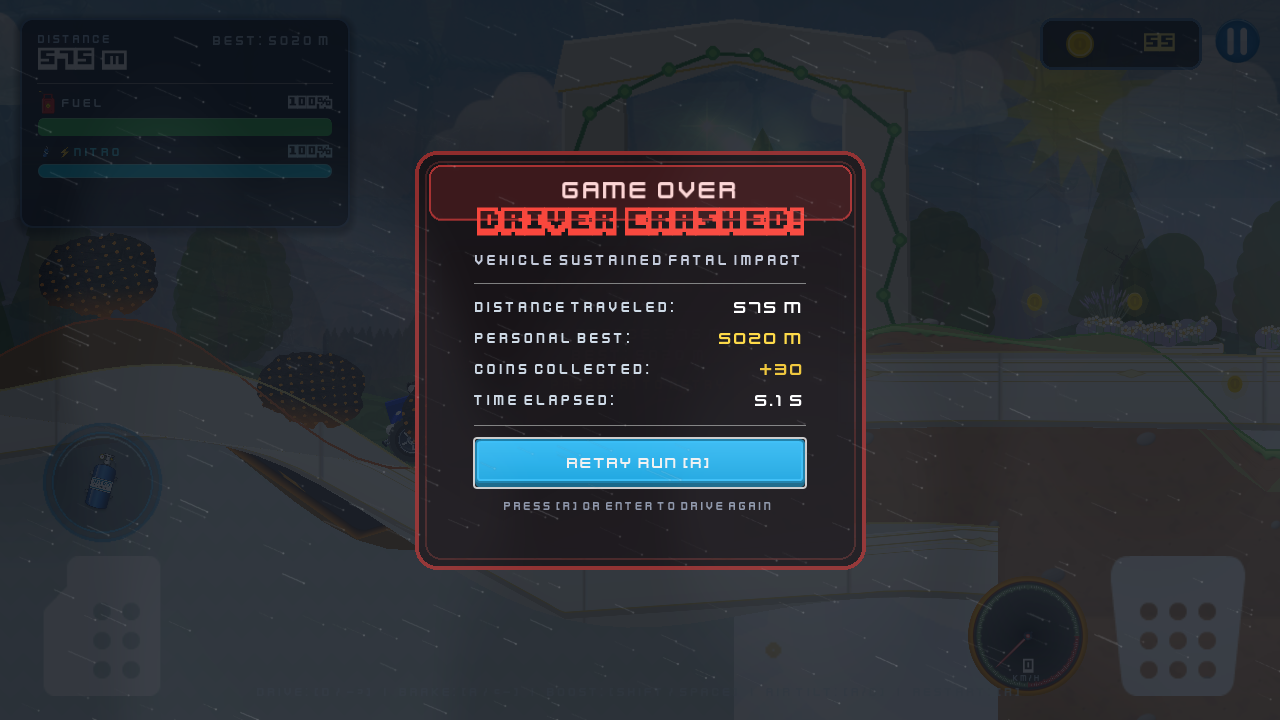 DISTANCE
575 m
BEST: 5020 M
55
FUEL
100%
⚡NITRO
100%
GAME OVER
DRIVER CRASHED!
VEHICLE SUSTAINED FATAL IMPACT
DISTANCE TRAVELED: 575 M
PERSONAL BEST: 5020 M
COINS COLLECTED: +30
TIME ELAPSED: 5.1 S
RETRY RUN [R]
PRESS [R] OR ENTER TO DRIVE AGAIN
0
KM/H